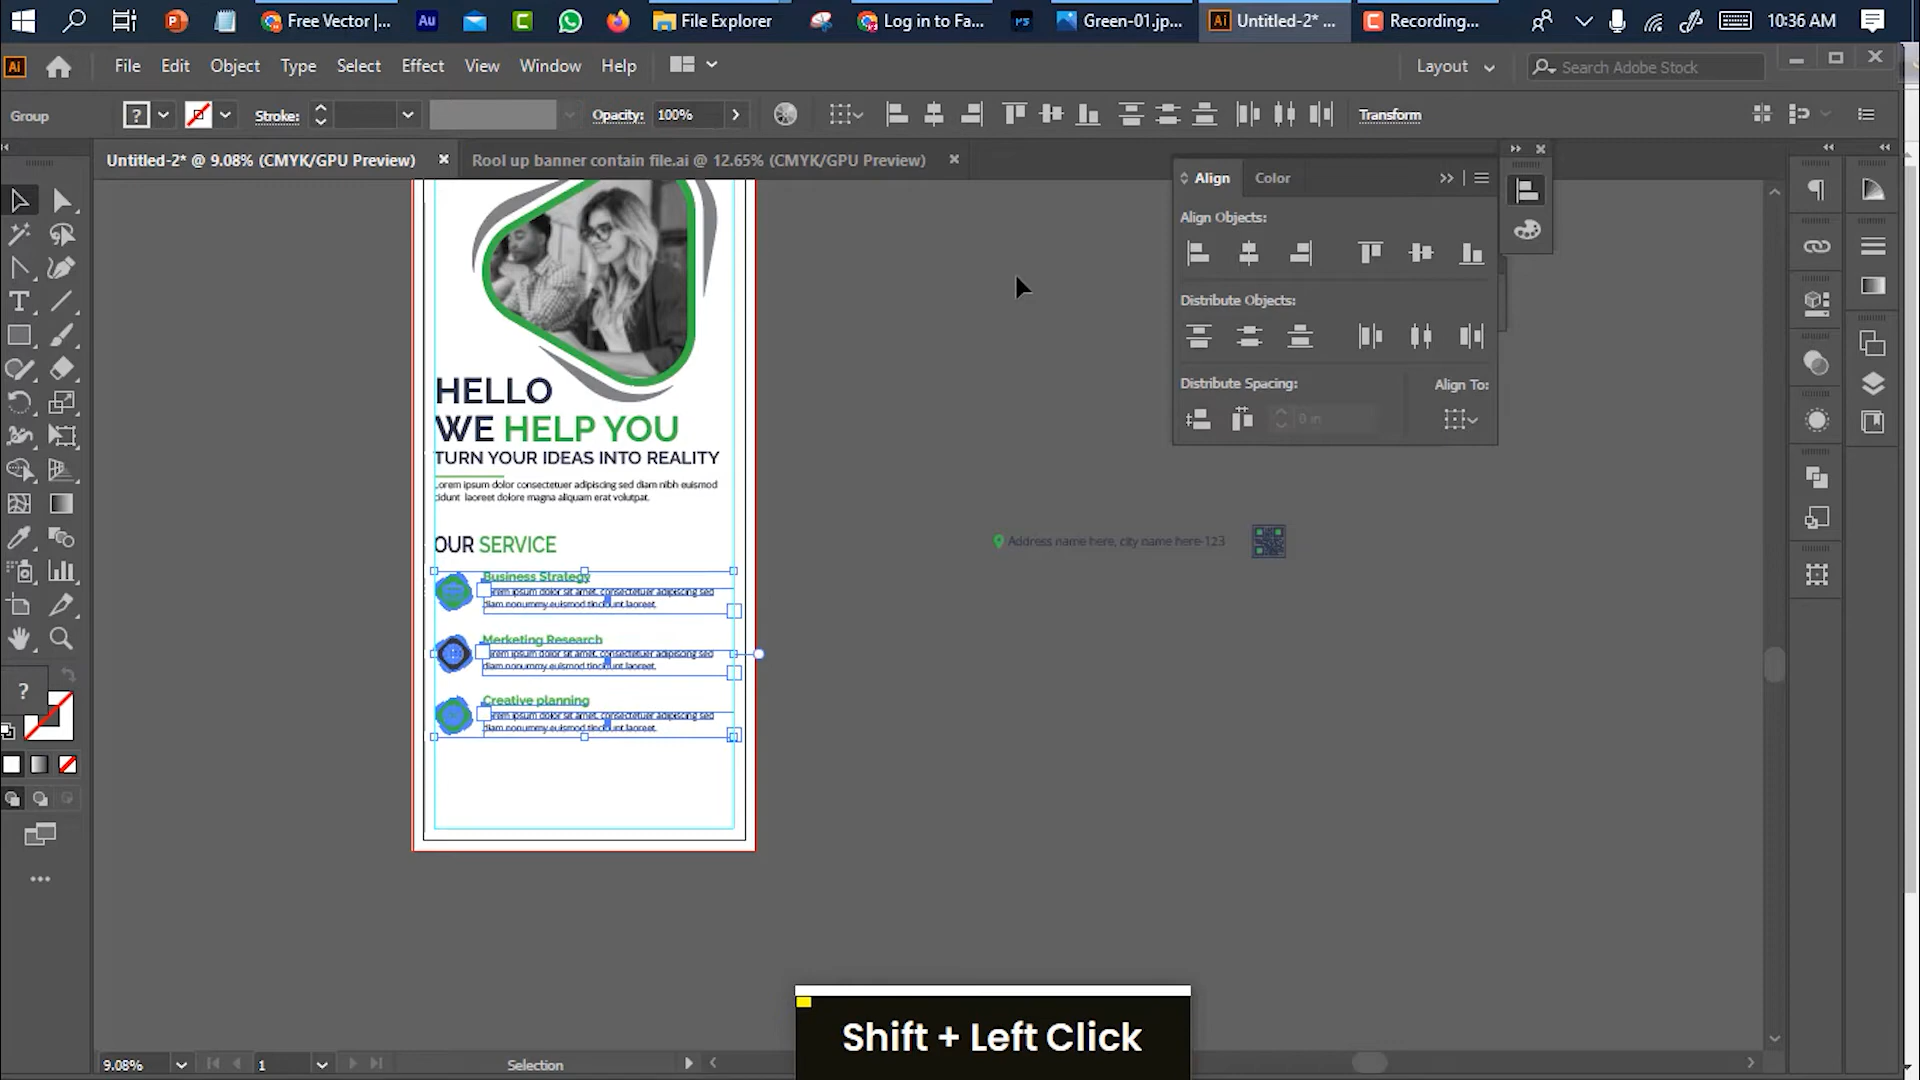 Free Vector |...
Au
File Explorer
Log in to Fa...
Ps
Green-01.jp...
Ai
Untitled-2* ...
Recording...
10:36 AM
Ai
File
Edit
Object
Type
Select
Effect
View
Window
Help
Layout
Search Adobe Stock
Group
?
Stroke:
Opacity:
100%
Transform
Untitled-2* @ 9.08% (CMYK/GPU Preview)
Rool up banner contain file.ai @ 12.65% (CMYK/GPU Preview)
Align
Color
Align Objects:
Distribute Objects:
Distribute Spacing:
Align To:
0 in
HELLO
WE HELP YOU
TURN YOUR IDEAS INTO REALITY
Lorem ipsum dolor consectetuer adipiscing sed diam nibh euismod
cidunt laoreet dolore magna aliquam erat volutpat.
OUR SERVICE
Business Strategy
Lorem ipsum dolor sit amet, consectetuer adipiscing sed
diam nonummy euismod tincidunt laoreet.
Merketing Research
Lorem ipsum dolor sit amet, consectetuer adipiscing sed
diam nonummy euismod tincidunt laoreet.
Creative planning
Lorem ipsum dolor sit amet, consectetuer adipiscing sed
diam nonummy euismod tincidunt laoreet.
Address name here, city name here-123
?
9.08%
1
Selection
Shift + Left Click